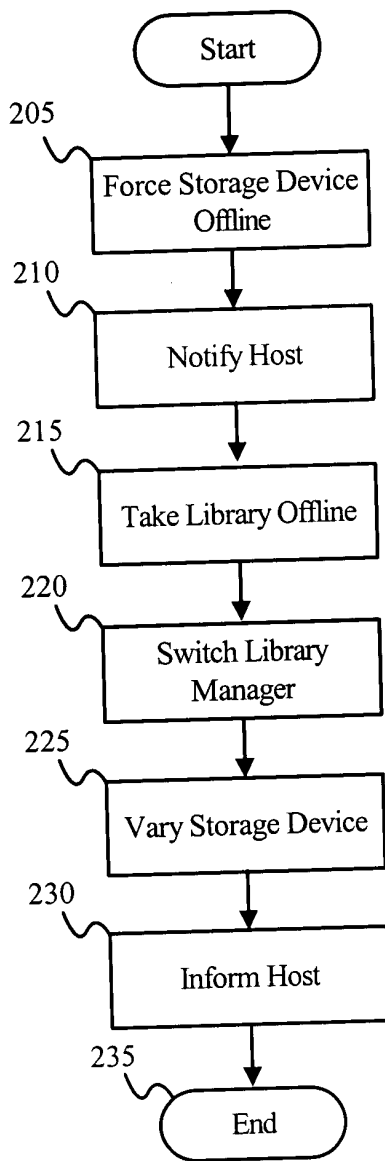 Start
205
Force Storage Device
Offline
210
Notify Host
215
Take Library Offline
220
Switch Library
Manager
225
Vary Storage Device
230
Inform Host
235
End